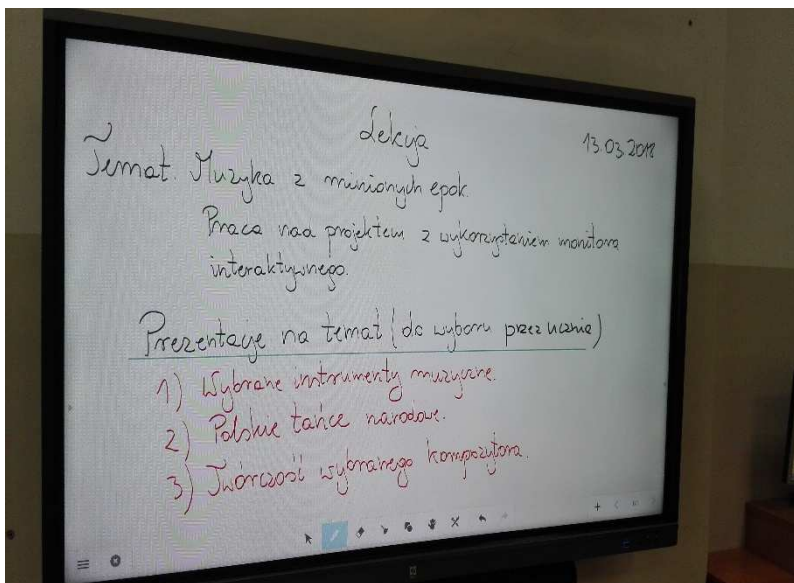 Lekcja
13.03.2018
Temat. Muzyka z minionych epok.
Praca nad projektem z wykorzystaniem monitora
interaktywnego.
Prezentacje na temat (do wyboru przez ucznia)
1) Wybrane instrumenty muzyczne.
2) Polskie tańce narodowe.
3) Twórczość wybranego kompozytora.